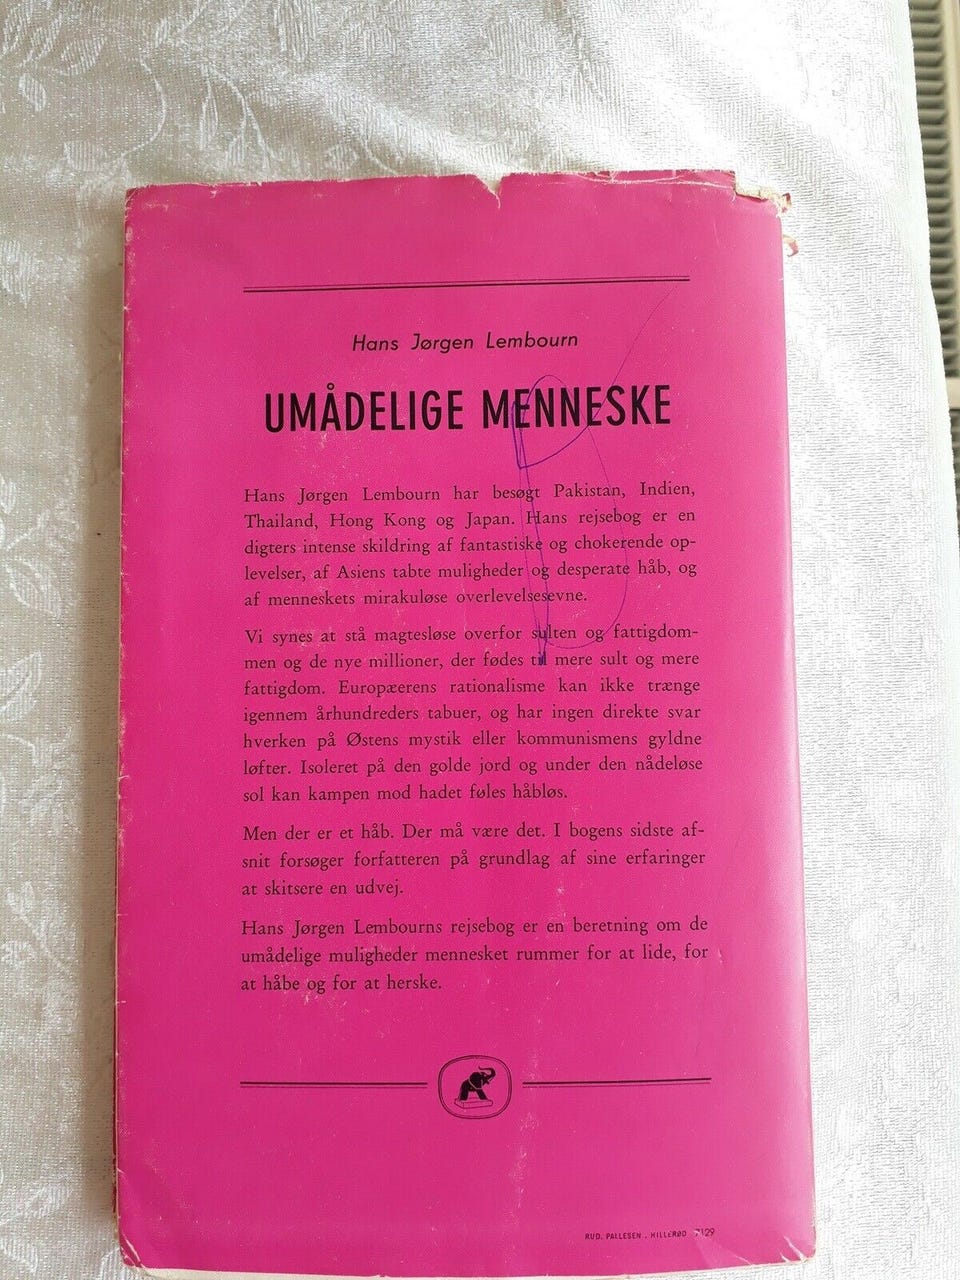 Hans Jørgen Lembourn
UMÅDELIGE MENNESKE
Hans Jørgen Lembourn har besøgt Pakistan, Indien,
Thailand, Hong Kong og Japan. Hans rejsebog er en
digters intense skildring af fantastiske og chokerende op-
levelser, af Asiens tabte muligheder og desperate håb, og
af menneskets mirakuløse overlevelsesevne.
Vi synes at stå magtesløse overfor sulten og fattigdom-
men og de nye millioner, der fødes til mere sult og mere
fattigdom. Europæerens rationalisme kan ikke trænge
igennem århundreders tabuer, og har ingen direkte svar
hverken på Østens mystik eller kommunismens gyldne
løfter. Isoleret på den golde jord og under den nådeløse
sol kan kampen mod hadet føles håbløs.
Men der er et håb. Der må være det. I bogens sidste af-
snit forsøger forfatteren på grundlag af sine erfaringer
at skitsere en udvej.
Hans Jørgen Lembourns rejsebog er en beretning om de
umådelige muligheder mennesket rummer for at lide, for
at håbe og for at herske.
RUD. PALLESEN . HILLERØD 7129